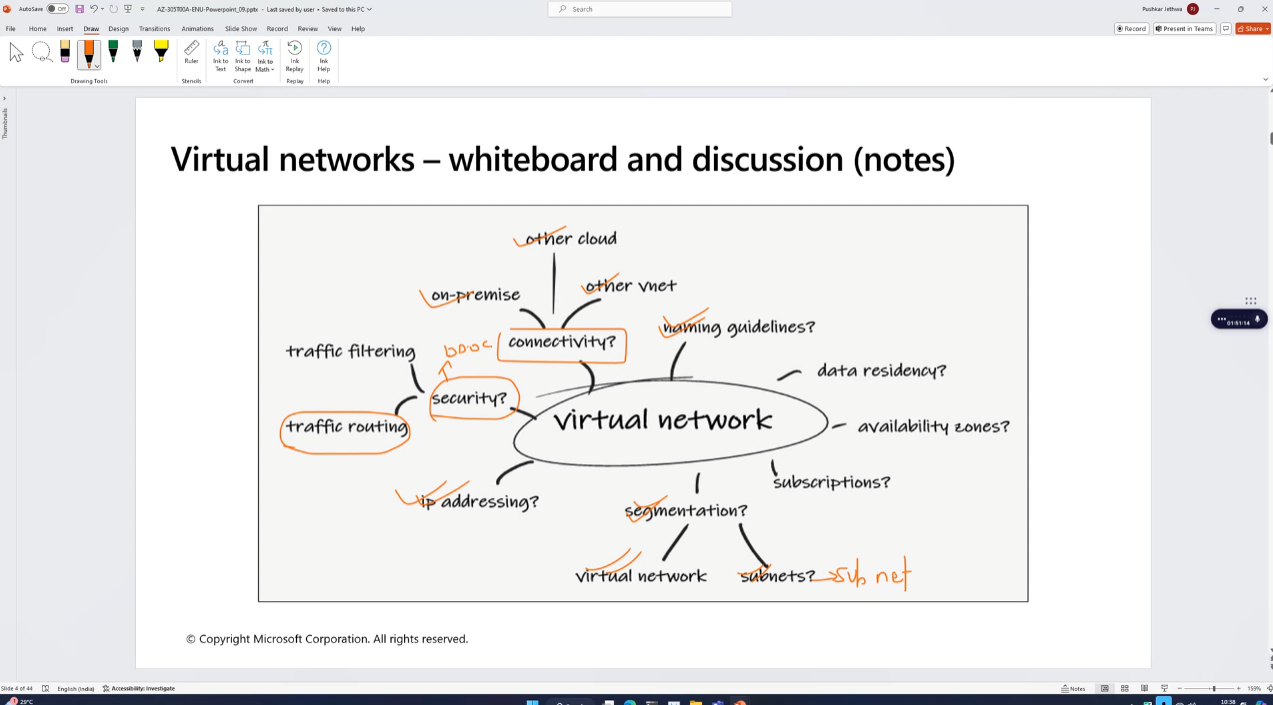 AutoSave Off AZ-305T00A-ENU-Powerpoint_09.pptx - Last saved by user • Saved to this PC Search Pushkar Jethwa PJ
File Home Insert Draw Design Transitions Animations Slide Show Record Review View Help Record Present in Teams Share
Ruler Ink to Text Ink to Shape Ink to Math Ink Replay Ink Help
Drawing Tools Stencils Convert Replay Help
Thumbnails
Virtual networks – whiteboard and discussion (notes)
other cloud
on-premise
other vnet
naming guidelines?
connectivity?
traffic filtering
security?
data residency?
traffic routing
virtual network
availability zones?
ip addressing?
segmentation?
subscriptions?
virtual network
subnets?
sub net
01:51:14
© Copyright Microsoft Corporation. All rights reserved.
Slide 4 of 44 English (India) Accessibility: Investigate Notes 159%
29°C 10:38